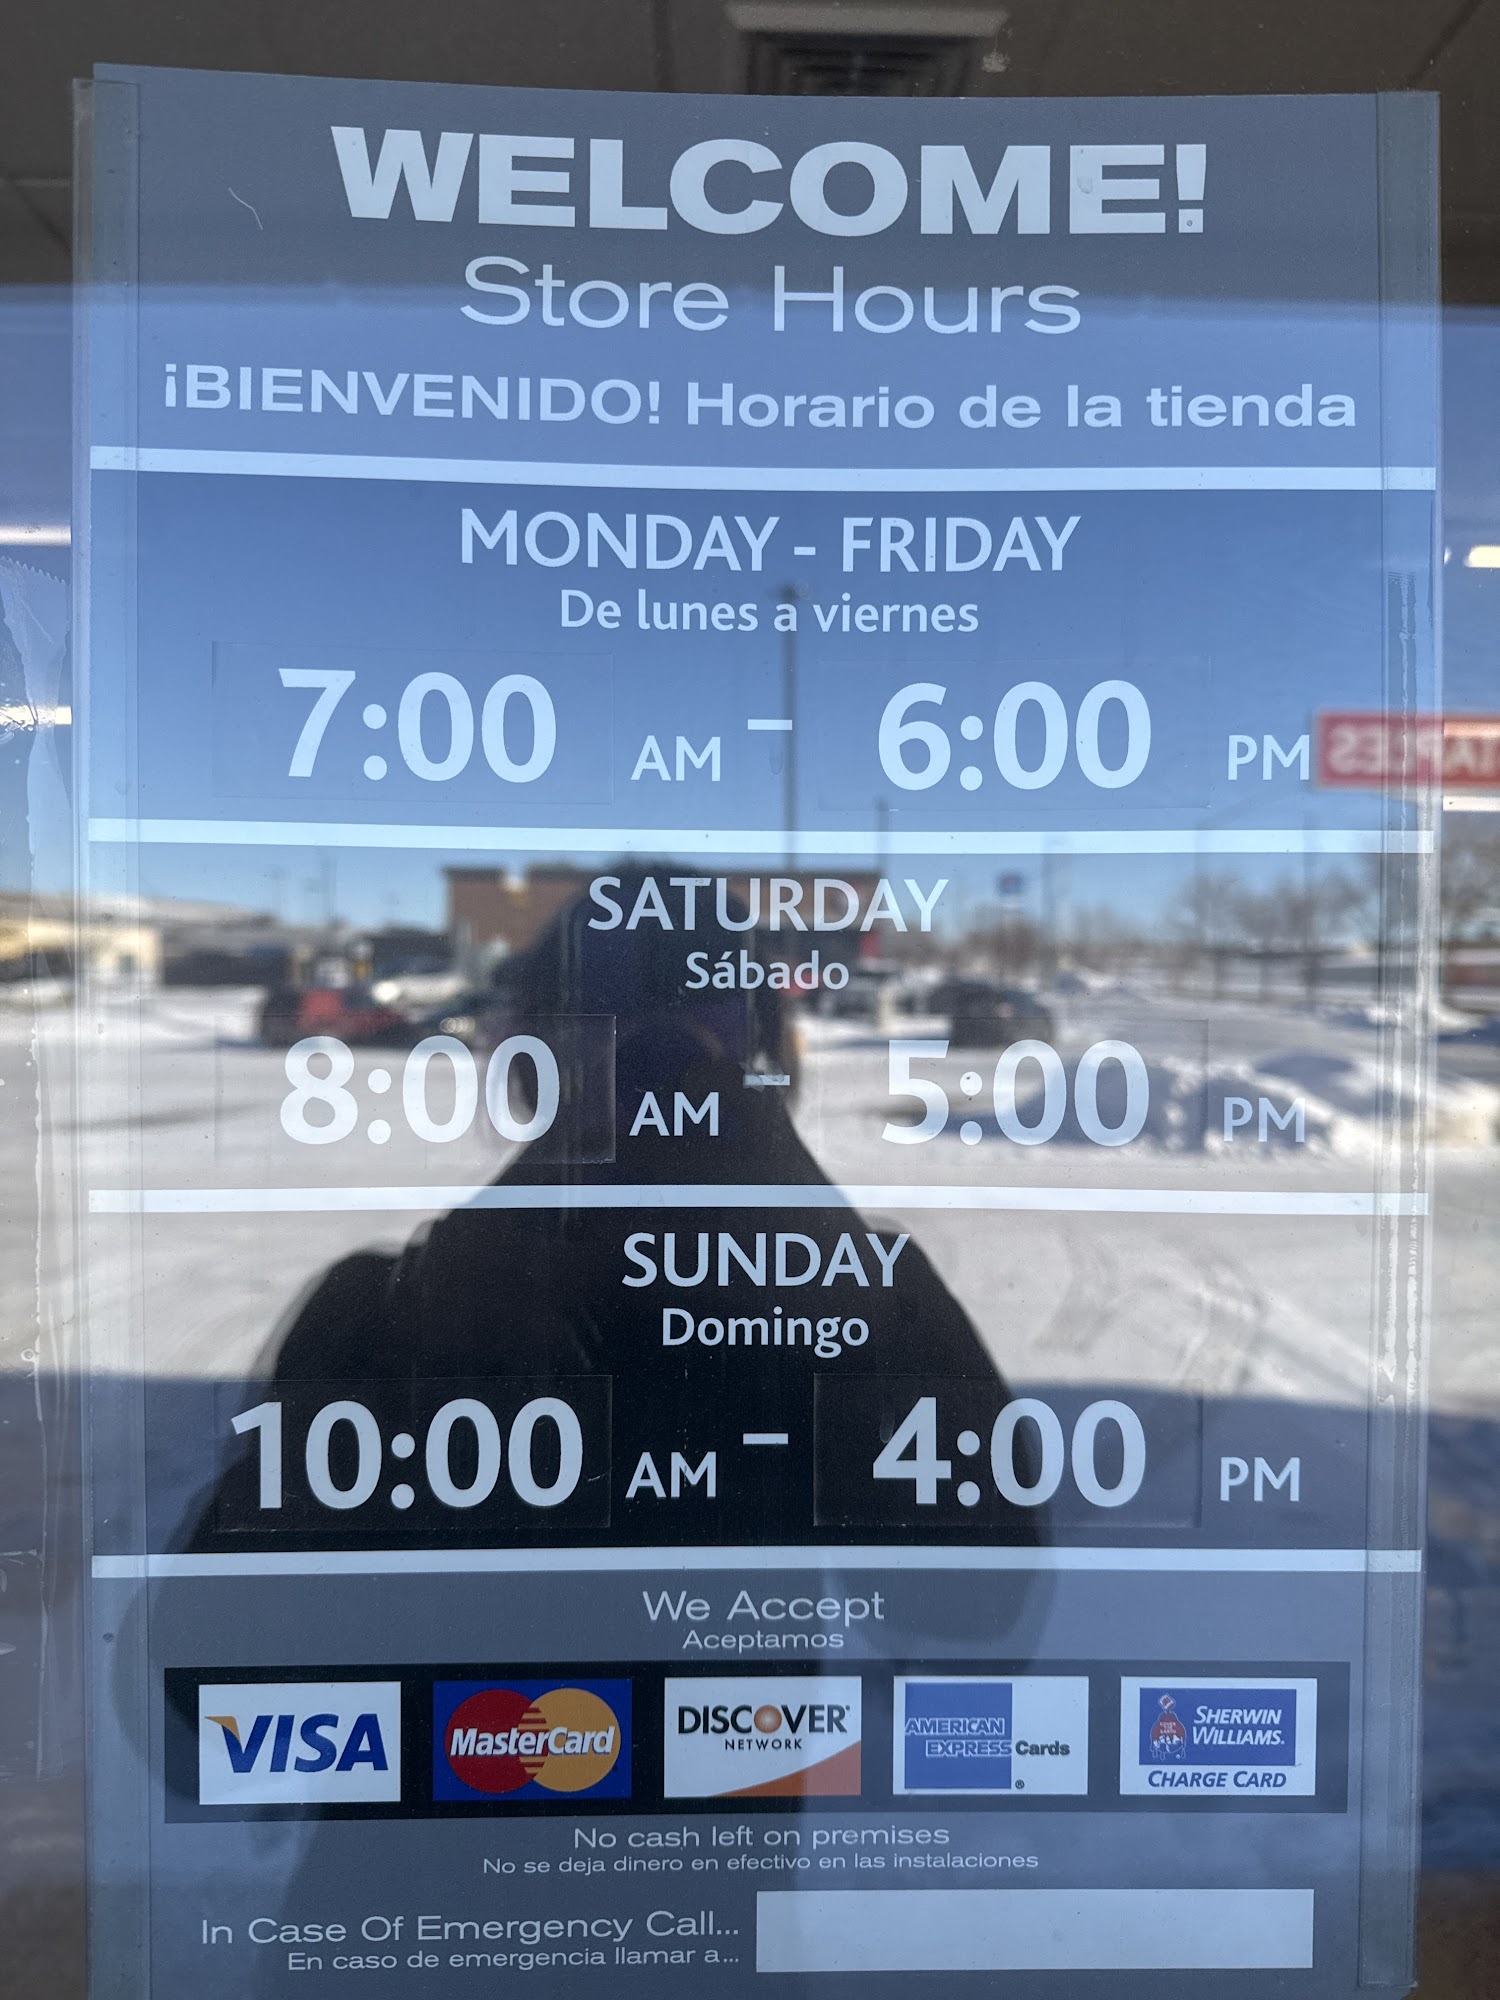 WELCOME!
Store Hours
¡BIENVENIDO! Horario de la tienda
MONDAY - FRIDAY
De lunes a viernes
7:00 AM - 6:00 PM
STAPLES
SATURDAY
Sábado
8:00 AM - 5:00 PM
SUNDAY
Domingo
10:00 AM - 4:00 PM
We Accept
Aceptamos
VISA
MasterCard
DISCOVER
NETWORK
AMERICAN
EXPRESS Cards
®
SHERWIN
WILLIAMS.
CHARGE CARD
No cash left on premises
No se deja dinero en efectivo en las instalaciones
In Case Of Emergency Call...
En caso de emergencia llamar a...